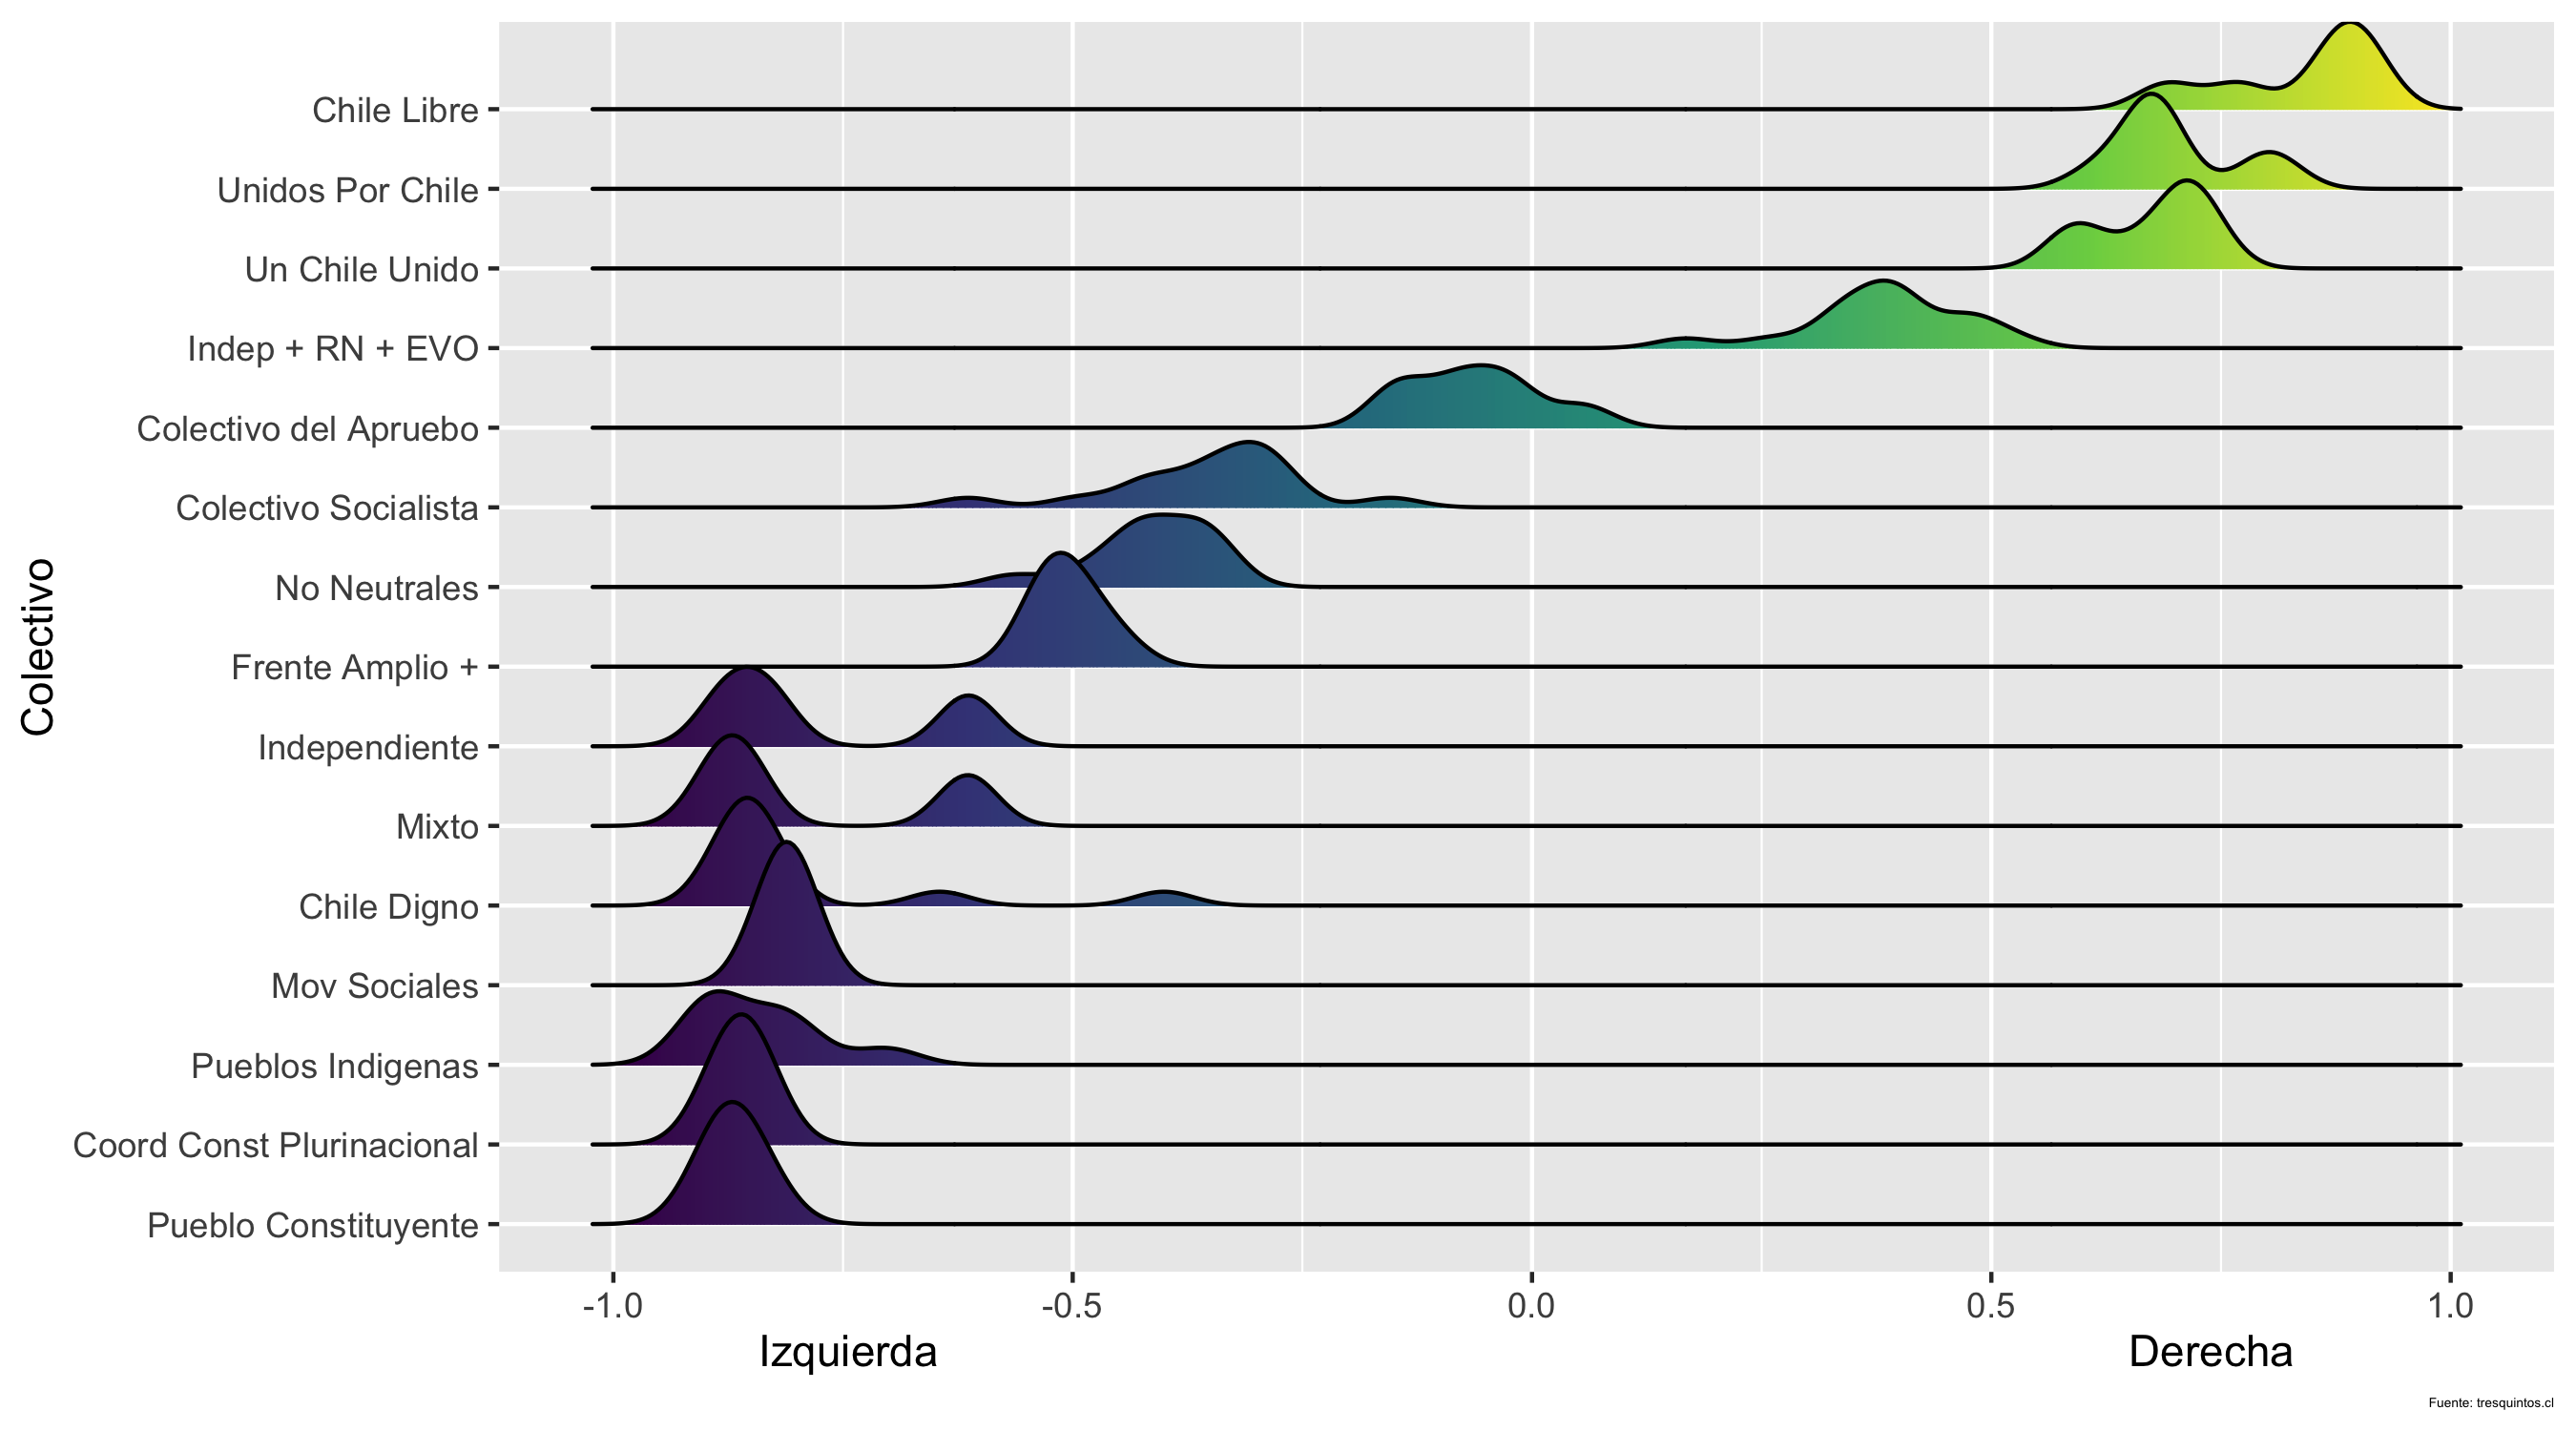 Colectivo
Chile Libre
Unidos Por Chile
Un Chile Unido
Indep + RN + EVO
Colectivo del Apruebo
Colectivo Socialista
No Neutrales
Frente Amplio +
Independiente
Mixto
Chile Digno
Mov Sociales
Pueblos Indigenas
Coord Const Plurinacional
Pueblo Constituyente
-1.0 -0.5 0.0 0.5 1.0
Izquierda Derecha
Fuente: tresquintos.cl